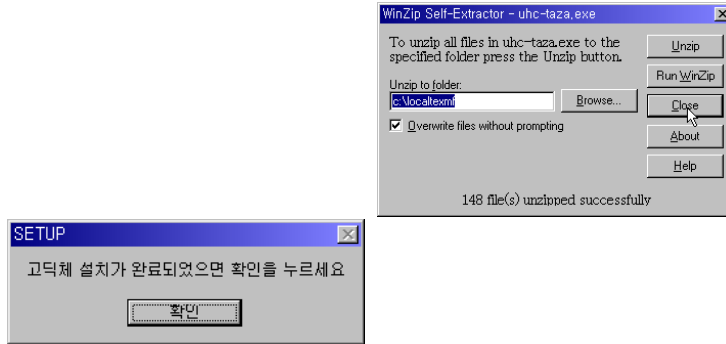 WinZip Self-Extractor - uhc-taza.exe
To unzip all files in uhc-taza.exe to the
specified folder press the Unzip button.
Unzip to folder:
c:\localtexmf
Browse...
Overwrite files without prompting
Unzip
Run WinZip
Close
About
Help
148 file(s) unzipped successfully
SETUP
고딕체 설치가 완료되었으면 확인을 누르세요
확인